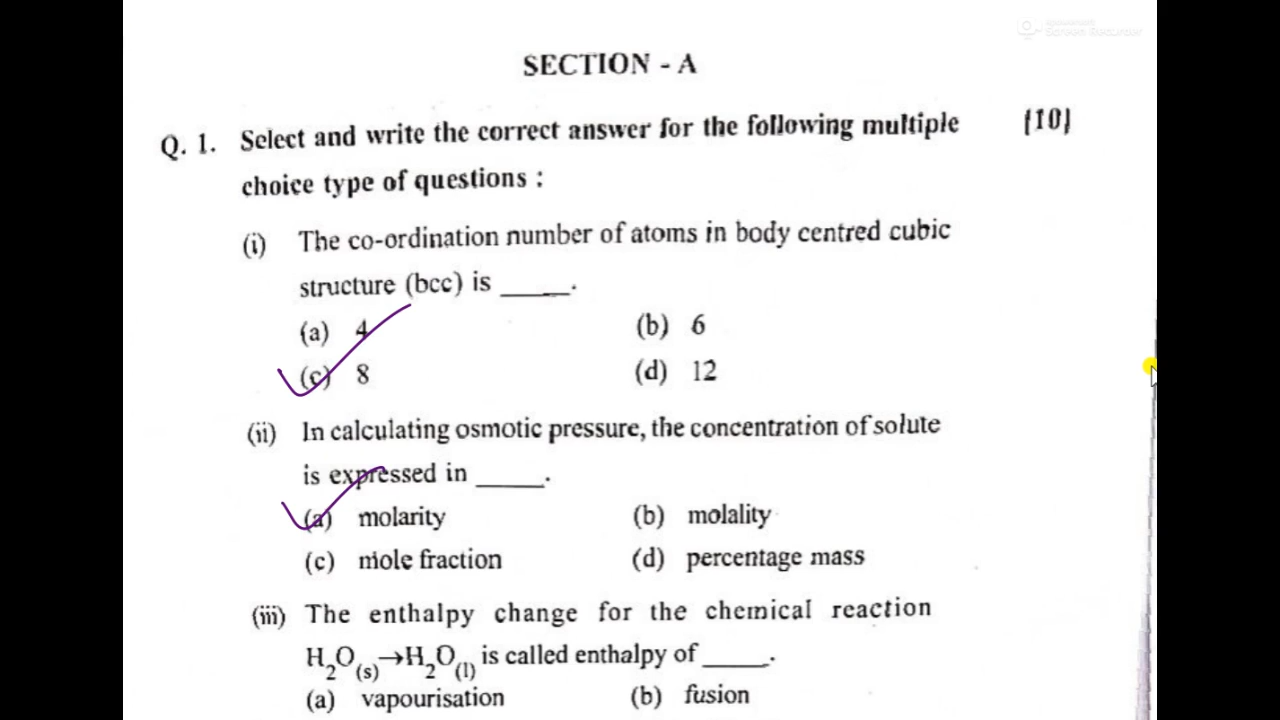 Screen Recorder
SECTION - A
Q. 1. Select and write the correct answer for the following multiple [10]
choice type of questions :
(i) The co-ordination number of atoms in body centred cubic
structure (bcc) is _____.
(a) 4 (b) 6
(c) 8 (d) 12
(ii) In calculating osmotic pressure, the concentration of solute
is expressed in _____.
(a) molarity (b) molality
(c) mole fraction (d) percentage mass
(iii) The enthalpy change for the chemical reaction
H₂O(s)→H₂O(l) is called enthalpy of _____.
(a) vapourisation (b) fusion